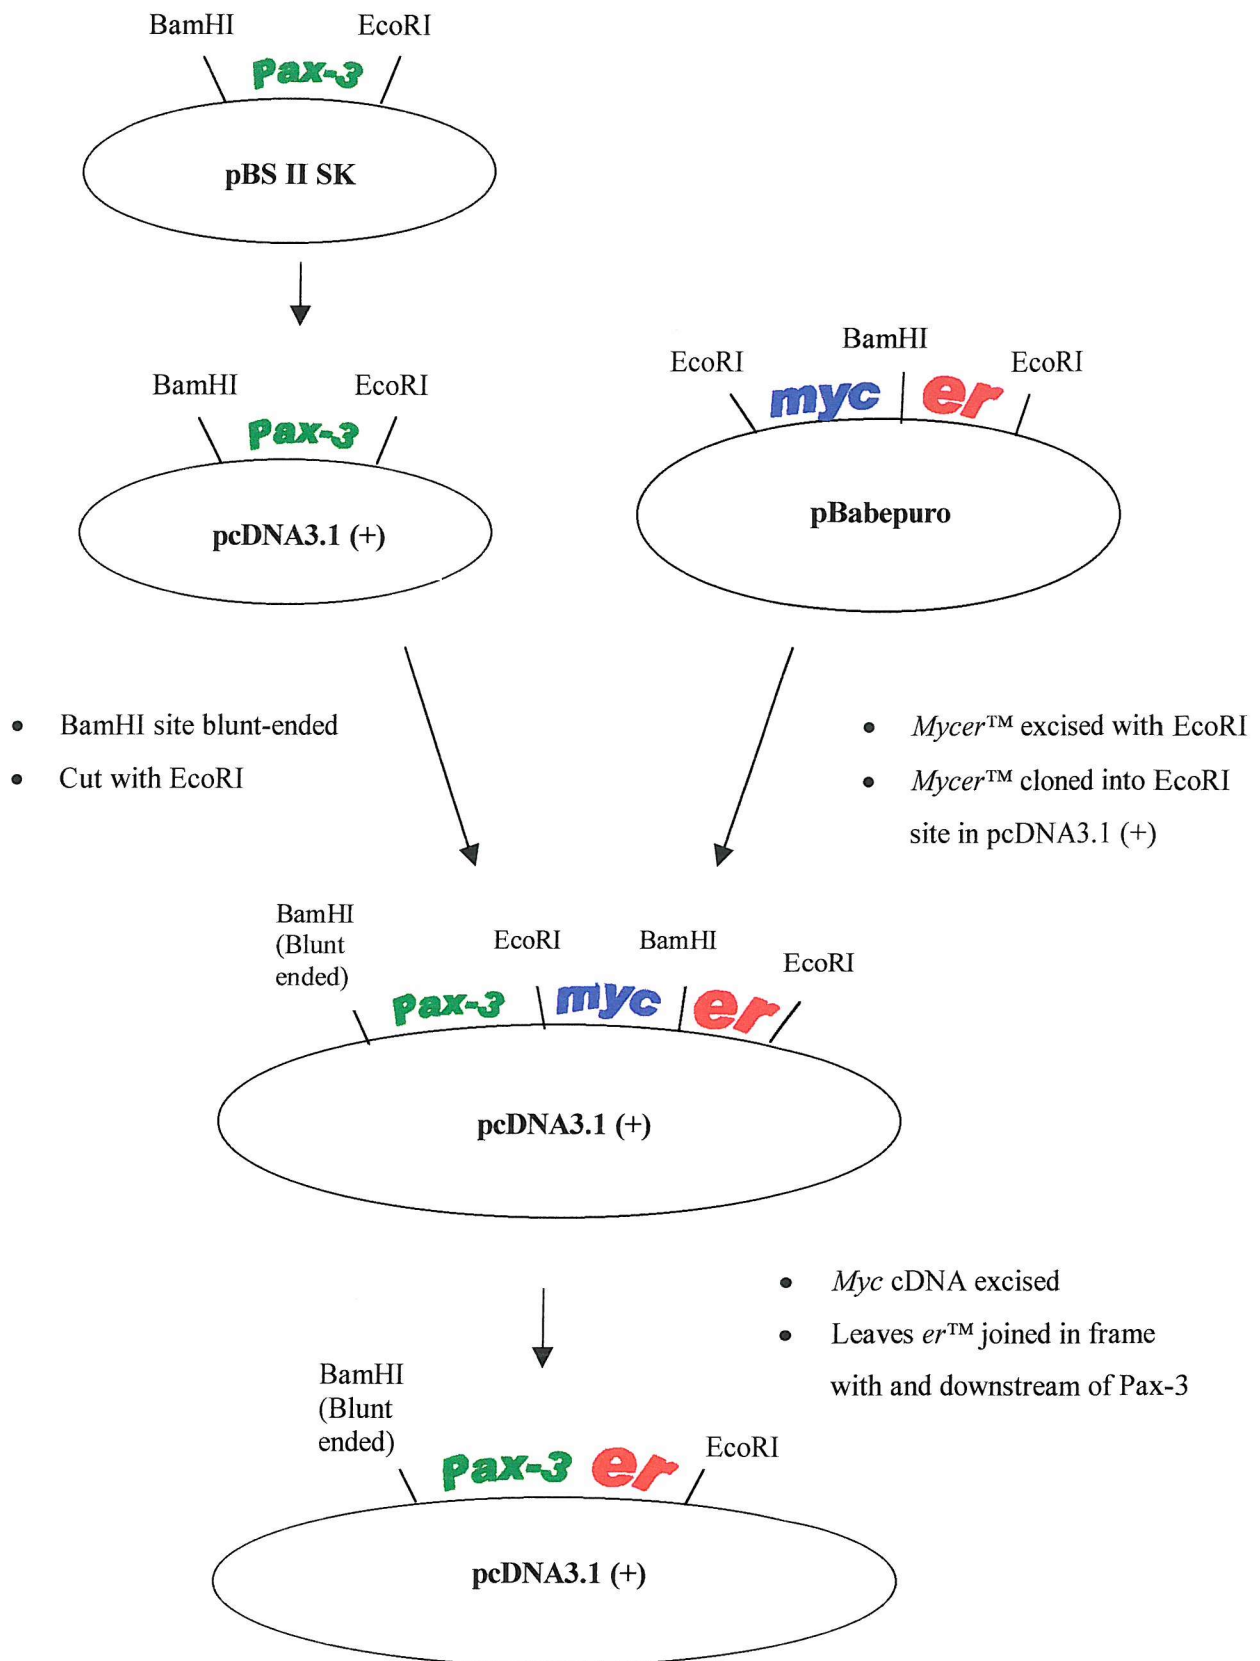 BamHI EcoRI
Pax-3
pBS II SK
BamHI EcoRI
Pax-3
pcDNA3.1 (+)
EcoRI BamHI EcoRI
myc er
pBabepuro
• BamHI site blunt-ended
• Cut with EcoRI
• Mycer™ excised with EcoRI
• Mycer™ cloned into EcoRI
site in pcDNA3.1 (+)
BamHI
(Blunt
ended)
EcoRI BamHI EcoRI
Pax-3 myc er
pcDNA3.1 (+)
• Myc cDNA excised
• Leaves er™ joined in frame
with and downstream of Pax-3
BamHI
(Blunt
ended)
EcoRI
Pax-3 er
pcDNA3.1 (+)